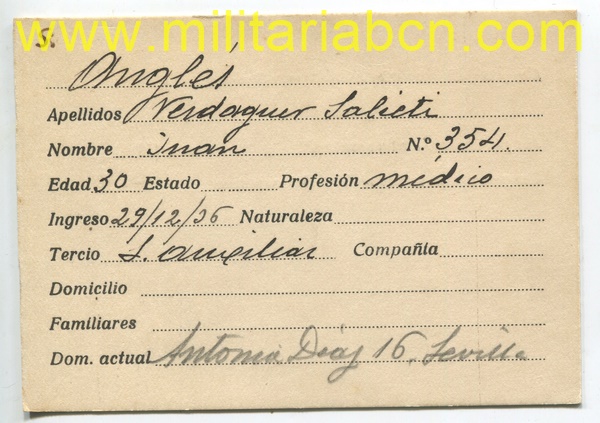 www.militariabcn.com
S.
Anglés
Apellidos Verdaguer Salieti
Nombre Juan N.º 354.
Edad 30 Estado Profesión médico
Ingreso 29/12/36 Naturaleza
Tercio S. auxiliar Compañía
Domicilio
Familiares
Dom. actual Antonia Díaz 16, Sevilla